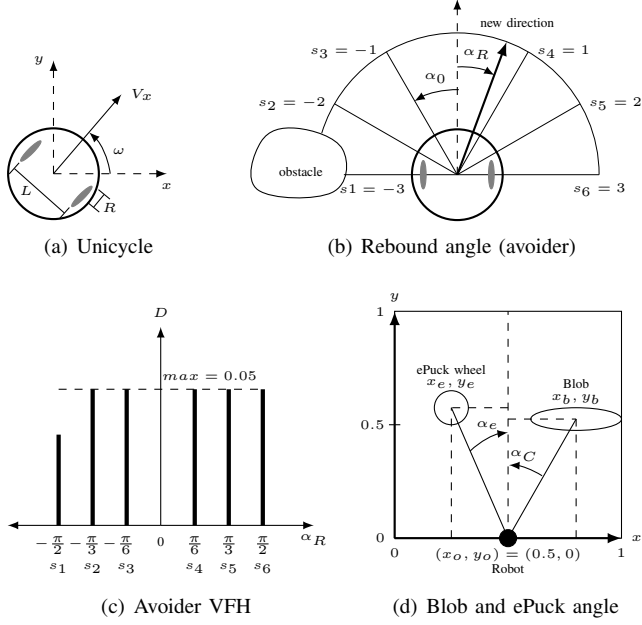 y
V_x
ω
x
L
R
(a) Unicycle
new direction
s_3 = −1
s_4 = 1
α_R
α_0
s_2 = −2
s_5 = 2
obstacle
s1 = −3
s_6 = 3
(b) Rebound angle (avoider)
D
max = 0.05
−π/2 −π/3 −π/6 0 π/6 π/3 π/2 α_R
s_1 s_2 s_3 s_4 s_5 s_6
(c) Avoider VFH
y
1
ePuck wheel
x_e, y_e
Blob
x_b, y_b
0.5
α_e
α_C
0
x
0 (x_o, y_o) = (0.5, 0) 1
Robot
(d) Blob and ePuck angle